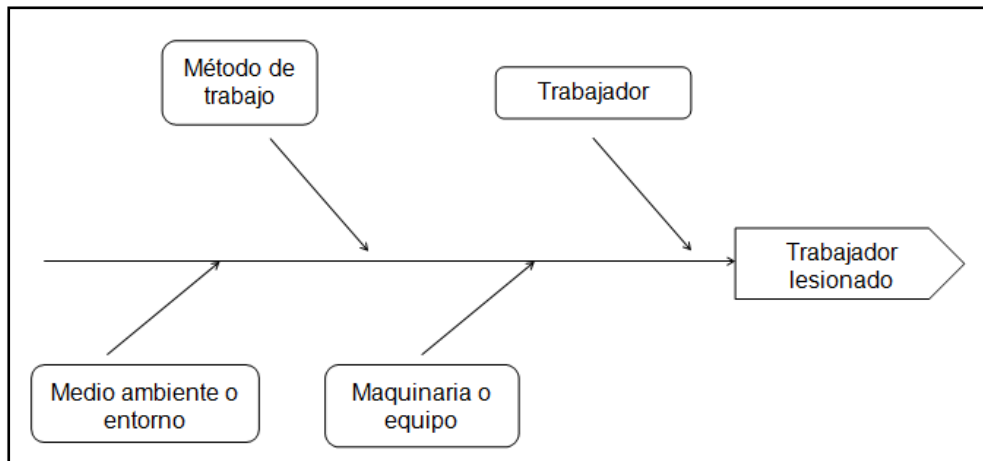 Método de
trabajo
Trabajador
Trabajador
lesionado
Medio ambiente o
entorno
Maquinaria o
equipo